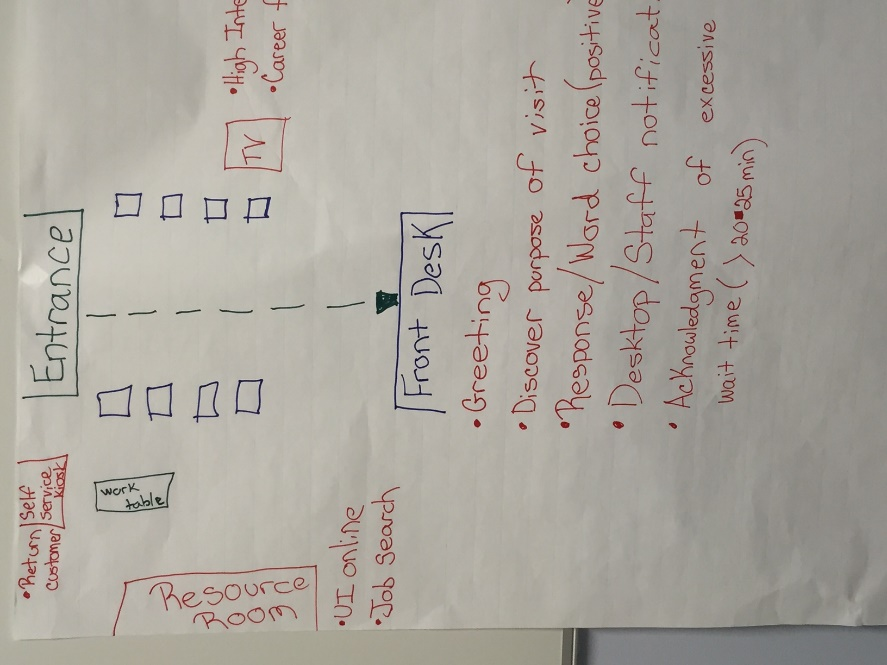 • Return
customer
Self
Service
Kiosk
Entrance
work
table
Resource
Room
• UI online
• Job search
TV
• High
• Career
Front Desk
• Greeting
• Discover purpose of visit
• Response/Word choice (positive
• Desktop/Staff
• Acknowledgment of excessive
wait time (> 20-25 min)